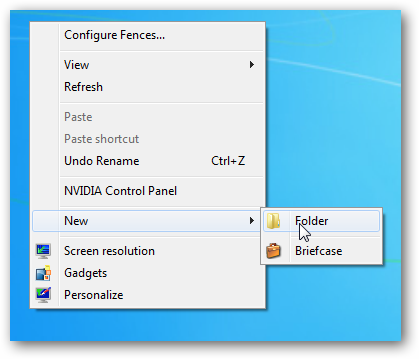 Configure Fences...
View
Refresh
Paste
Paste shortcut
Undo Rename Ctrl+Z
NVIDIA Control Panel
New
Folder
Briefcase
Screen resolution
Gadgets
Personalize